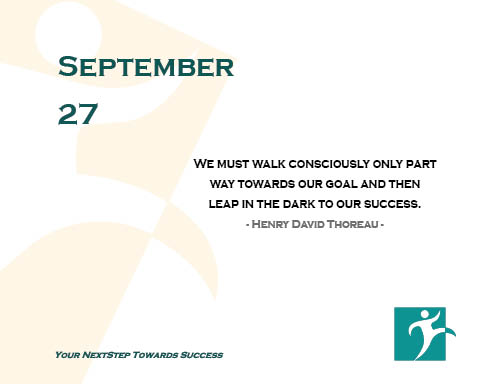 September
27
We must walk consciously only part
way towards our goal and then
leap in the dark to our success.
- Henry David Thoreau -
Your NextStep Towards Success